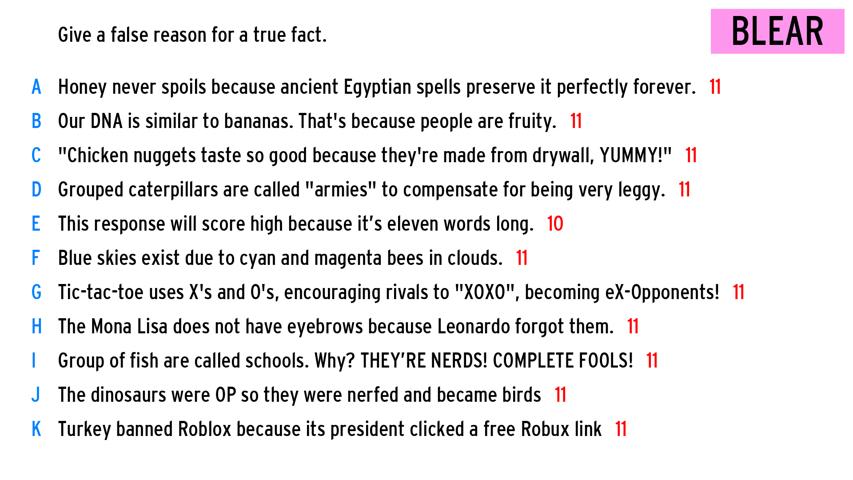 Give a false reason for a true fact.
BLEAR
A Honey never spoils because ancient Egyptian spells preserve it perfectly forever. 11
B Our DNA is similar to bananas. That's because people are fruity. 11
C "Chicken nuggets taste so good because they're made from drywall, YUMMY!" 11
D Grouped caterpillars are called "armies" to compensate for being very leggy. 11
E This response will score high because it’s eleven words long. 10
F Blue skies exist due to cyan and magenta bees in clouds. 11
G Tic-tac-toe uses X's and O's, encouraging rivals to "XOXO", becoming eX-Opponents! 11
H The Mona Lisa does not have eyebrows because Leonardo forgot them. 11
I Group of fish are called schools. Why? THEY’RE NERDS! COMPLETE FOOLS! 11
J The dinosaurs were OP so they were nerfed and became birds 11
K Turkey banned Roblox because its president clicked a free Robux link 11